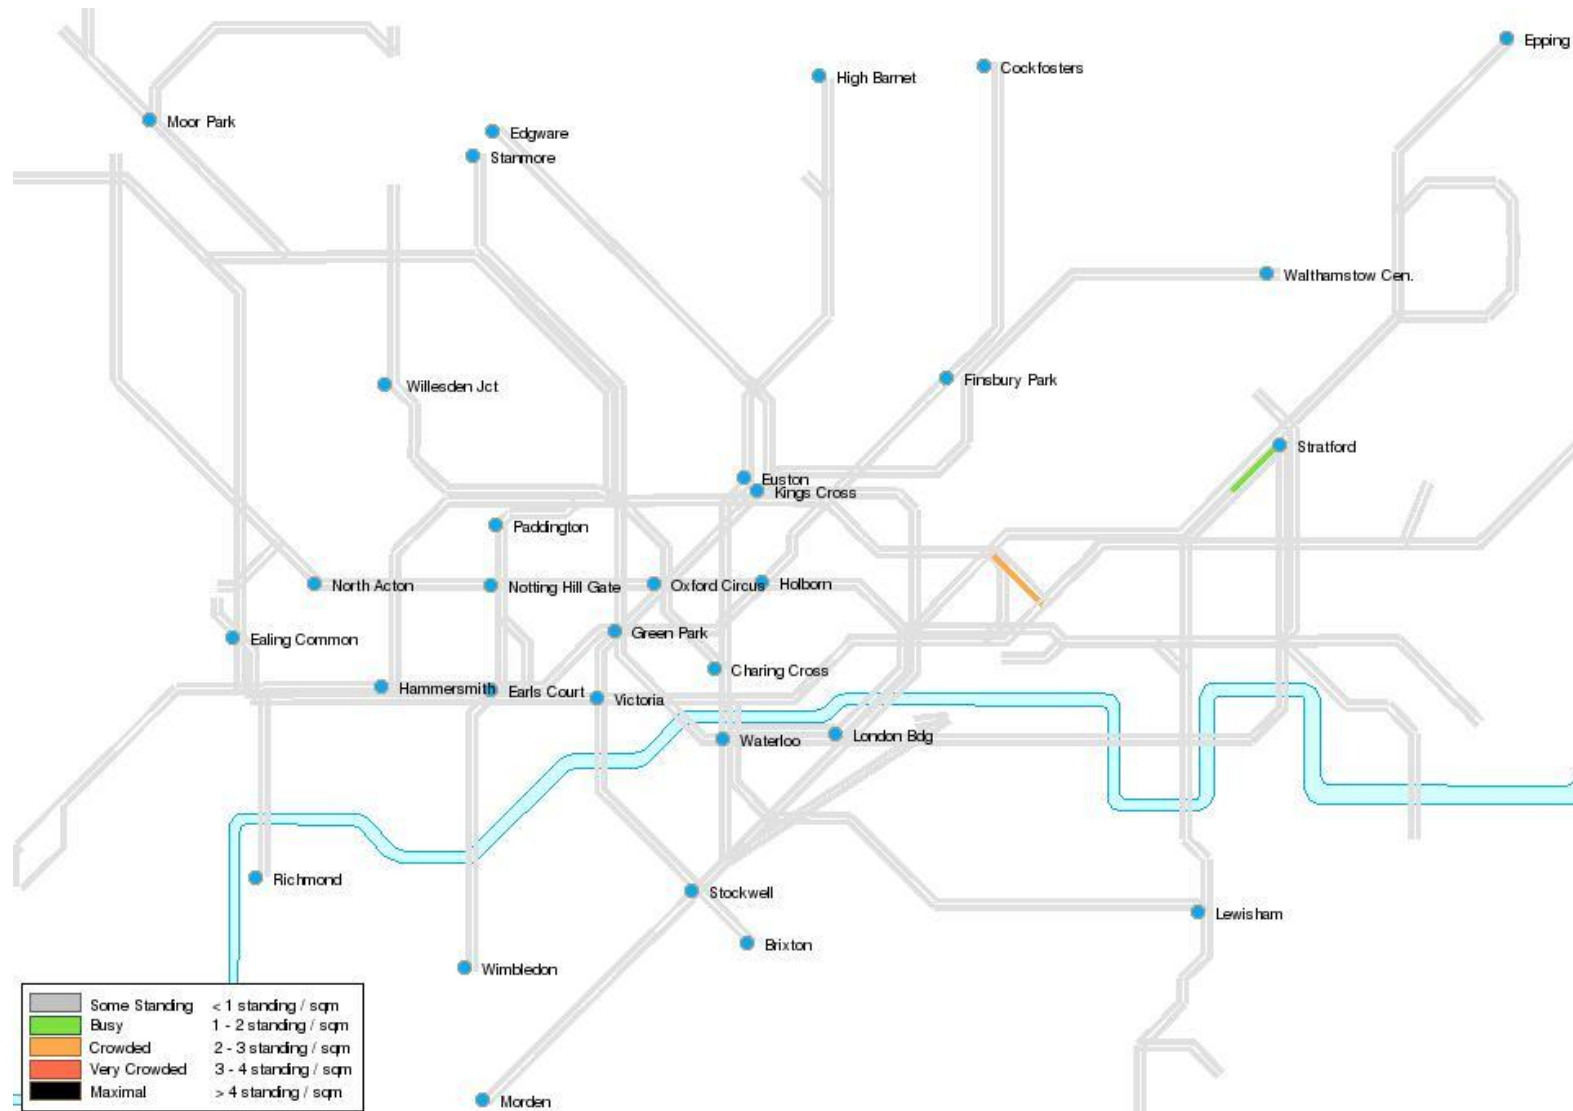 Epping
High Barnet
Cockfosters
Moor Park
Edgware
Stanmore
Walthamstow Cen.
Willesden Jct
Finsbury Park
Stratford
Euston
Kings Cross
Paddington
North Acton
Notting Hill Gate
Oxford Circus
Holborn
Ealing Common
Green Park
Charing Cross
Hammersmith
Earls Court
Victoria
Waterloo
London Bdg
Richmond
Stockwell
Lewisham
Brixton
Wimbledon
Some Standing < 1 standing / sqm
Busy 1 - 2 standing / sqm
Crowded 2 - 3 standing / sqm
Very Crowded 3 - 4 standing / sqm
Maximal > 4 standing / sqm
Morden